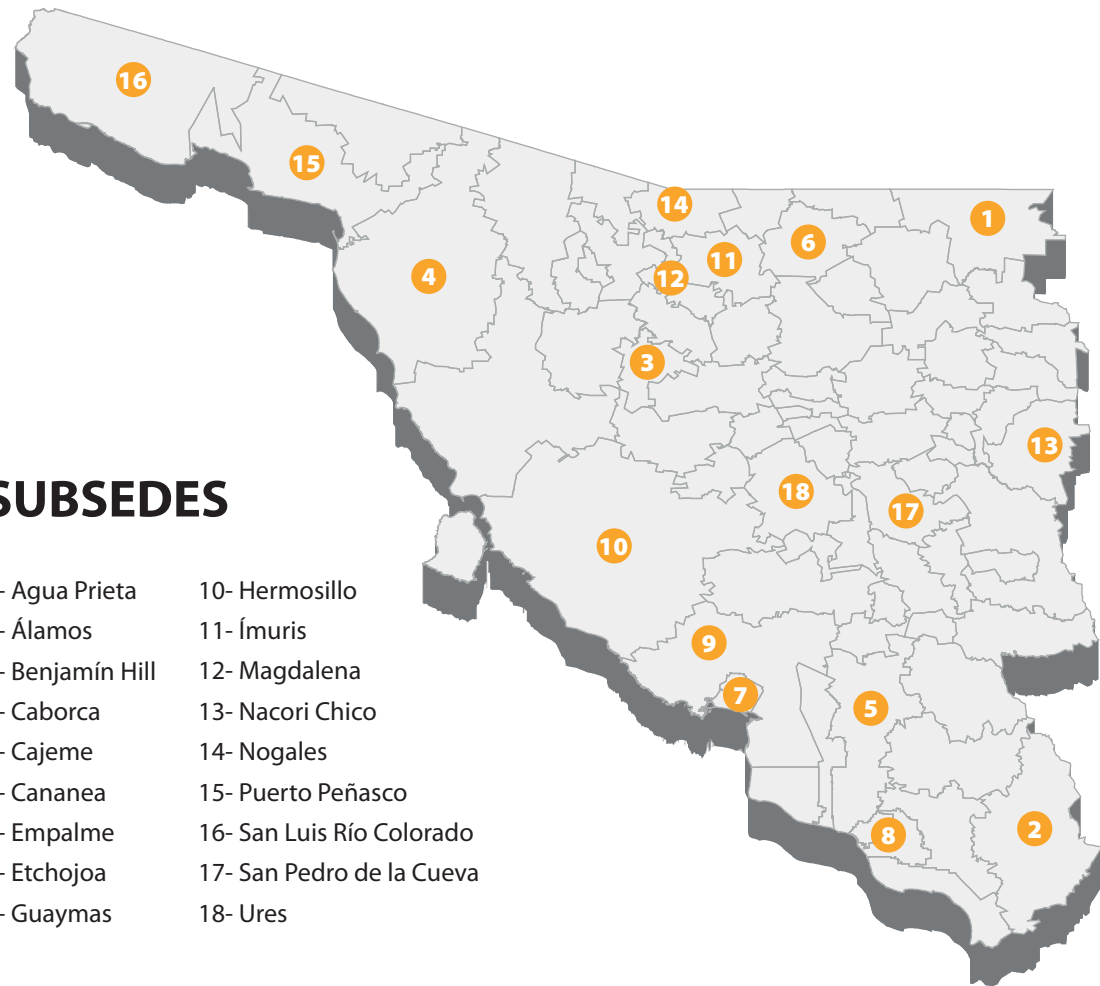 16
15
14
1
6
11
4
12
3
13
18
17
10
9
7
5
8
2
SUBSEDES
- Agua Prieta
- Álamos
- Benjamín Hill
- Caborca
- Cajeme
- Cananea
- Empalme
- Etchojoa
- Guaymas
10- Hermosillo
11- Ímuris
12- Magdalena
13- Nacori Chico
14- Nogales
15- Puerto Peñasco
16- San Luis Río Colorado
17- San Pedro de la Cueva
18- Ures